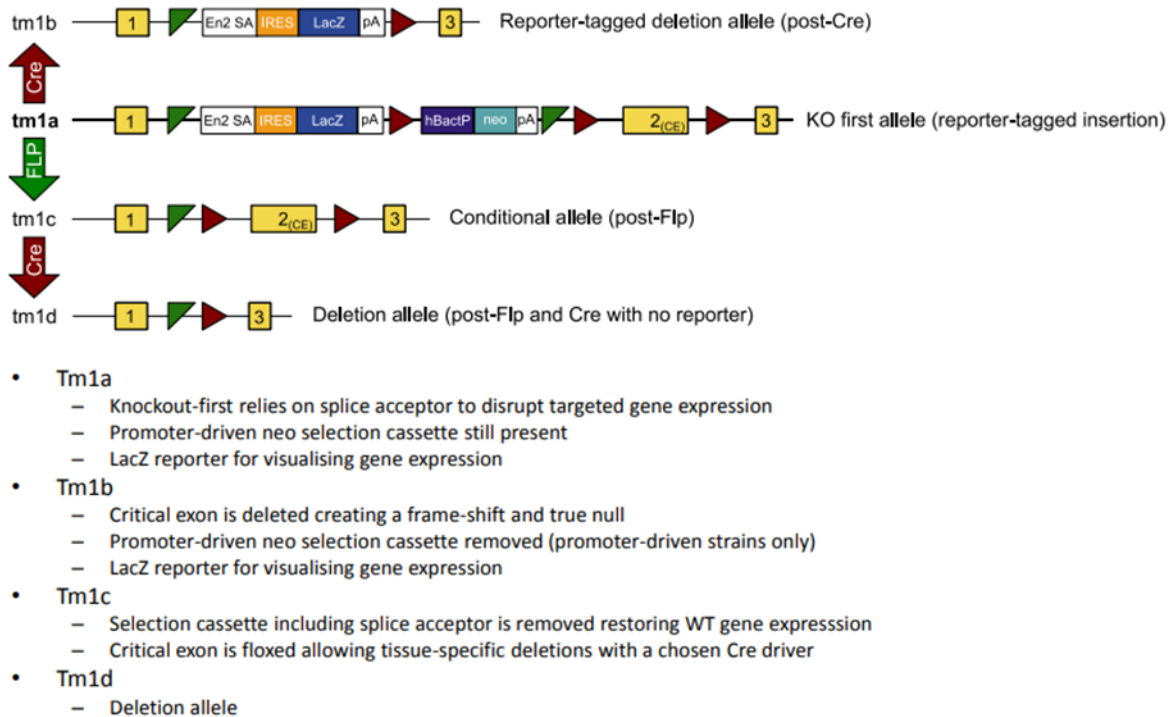 tm1b 1 En2 SA IRES LacZ pA 3 Reporter-tagged deletion allele (post-Cre)
Cre
tm1a 1 En2 SA IRES LacZ pA hBactP neo pA 2(CE) 3 KO first allele (reporter-tagged insertion)
FLP
tm1c 1 2(CE) 3 Conditional allele (post-Flp)
Cre
tm1d 1 3 Deletion allele (post-Flp and Cre with no reporter)
• Tm1a
– Knockout-first relies on splice acceptor to disrupt targeted gene expression
– Promoter-driven neo selection cassette still present
– LacZ reporter for visualising gene expression
• Tm1b
– Critical exon is deleted creating a frame-shift and true null
– Promoter-driven neo selection cassette removed (promoter-driven strains only)
– LacZ reporter for visualising gene expression
• Tm1c
– Selection cassette including splice acceptor is removed restoring WT gene expresssion
– Critical exon is floxed allowing tissue-specific deletions with a chosen Cre driver
• Tm1d
– Deletion allele